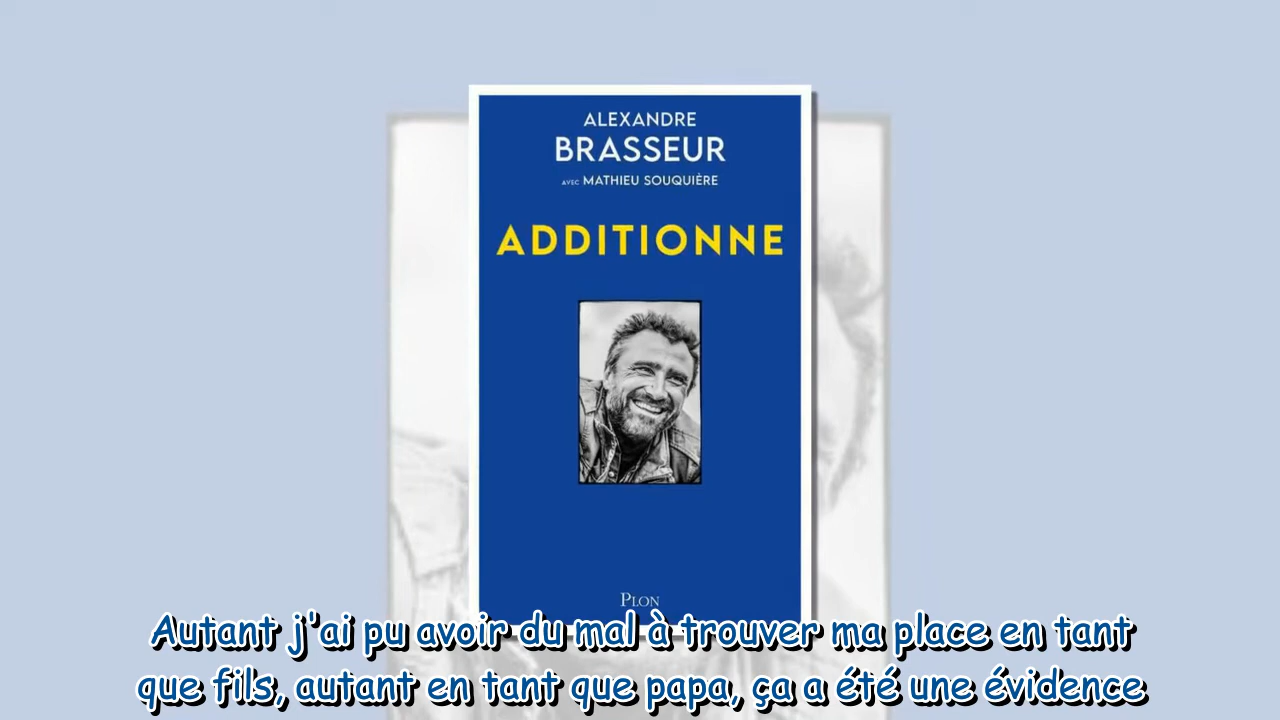 ALEXANDRE
BRASSEUR
AVEC MATHIEU SOUQUIÈRE
ADDITIONNE
PLON
Autant j'ai pu avoir du mal à trouver ma place en tant
que fils, autant en tant que papa, ça a été une évidence